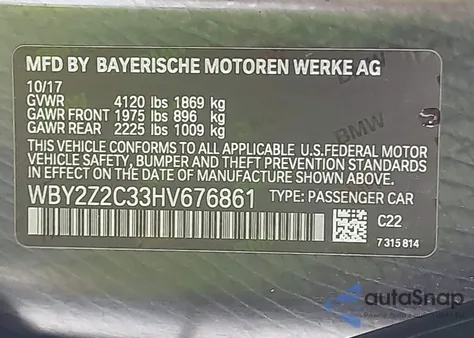 MFD BY BAYERISCHE MOTOREN WERKE AG
10/17
GVWR 4120 lbs 1869 kg
GAWR FRONT 1975 lbs 896 kg
GAWR REAR 2225 lbs 1009 kg
THIS VEHICLE CONFORMS TO ALL APPLICABLE U.S.FEDERAL MOTOR
VEHICLE SAFETY, BUMPER AND THEFT PREVENTION STANDARDS
IN EFFECT ON THE DATE OF MANUFACTURE SHOWN ABOVE.
WBY2Z2C33HV676861 TYPE: PASSENGER CAR
C22
7 315 814
BMW
BMW
autoSnap